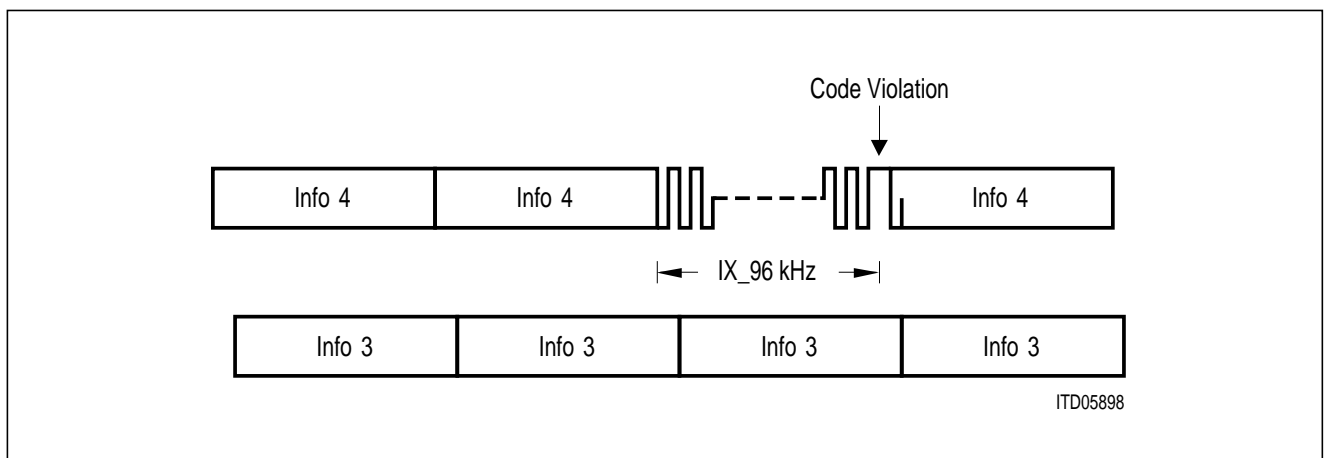 Code Violation
Info 4 Info 4 Info 4
IX_96 kHz
Info 3 Info 3 Info 3 Info 3
ITD05898